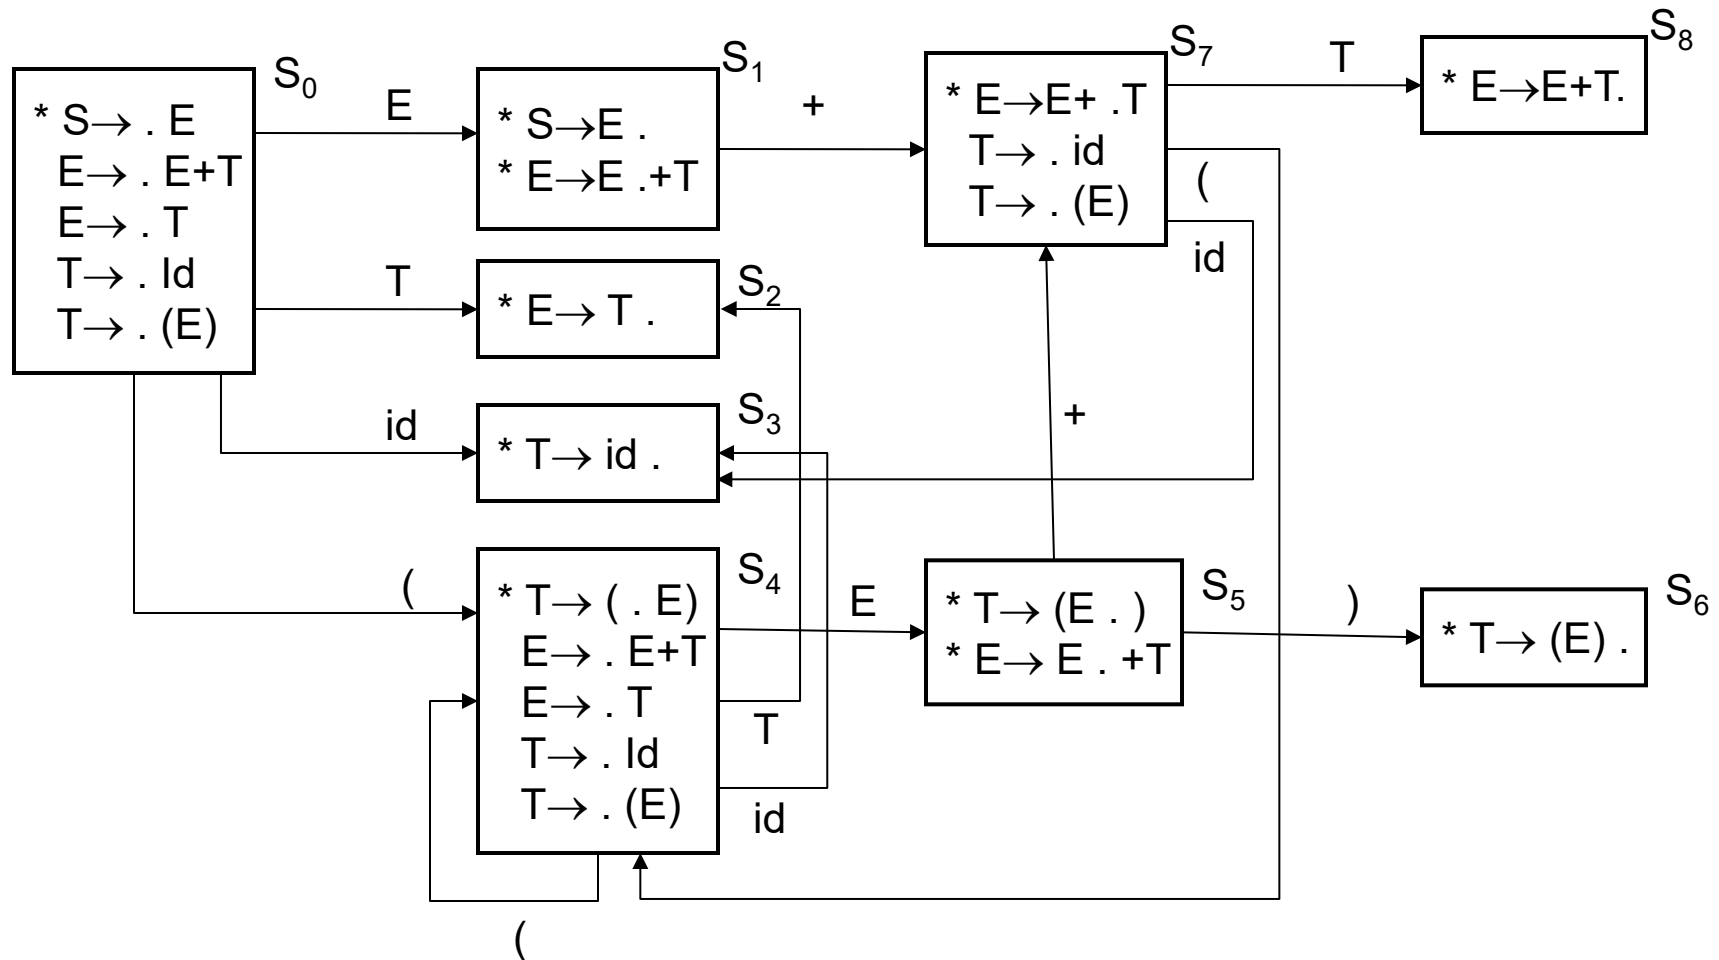 S0
* S→ . E
E→ . E+T
E→ . T
T→ . Id
T→ . (E)
E
S1
* S→E .
* E→E .+T
+
S7
* E→E+ .T
T→ . id
T→ . (E)
T
S8
* E→E+T.
(
id
T
S2
* E→ T .
id
S3
* T→ id .
+
(
S4
* T→ ( . E)
E→ . E+T
E→ . T
T→ . Id
T→ . (E)
E
T
id
(
S5
* T→ (E . )
* E→ E . +T
)
S6
* T→ (E) .